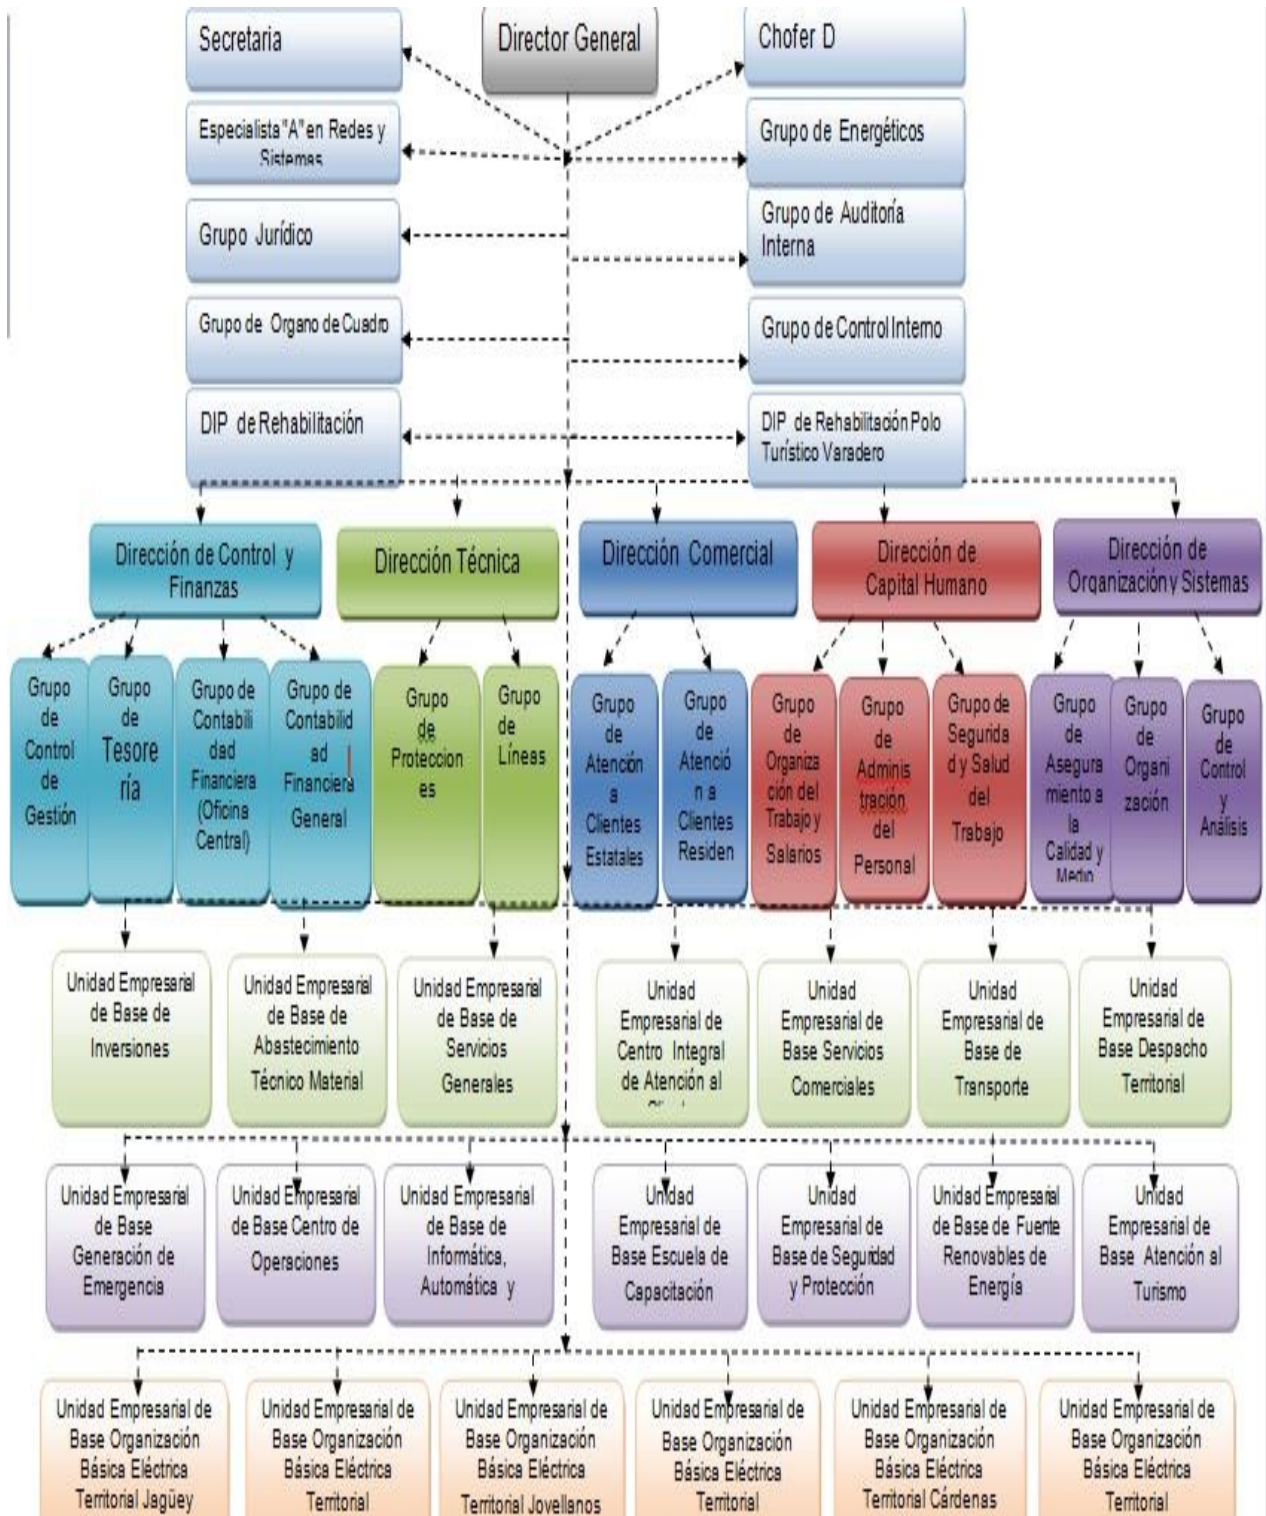 Secretaria
Director General
Chofer D
Especialista "A" en Redes y
Sistemas
Grupo de Energéticos
Grupo Jurídico
Grupo de Auditoría
Interna
Grupo de Organo de Cuadro
Grupo de Control Interno
DIP de Rehabilitación
DIP de Rehabilitación Polo
Turístico Varadero
Dirección de Control y
Finanzas
Dirección Técnica
Dirección Comercial
Dirección de
Capital Humano
Dirección de
Organización y Sistemas
Grupo
de
Control
de
Gestión
Grupo
de
Tesore
ría
Grupo de
Contabili
dad
Financiera
(Oficina
Central)
Grupo de
Contabilid
ad
Financiera
General
Grupo
de
Proteccion
es
Grupo
de
Líneas
Grupo
de
Atención
a
Clientes
Estatales
Grupo
de
Atenció
n a
Clientes
Residen
Grupo
de
Organiza
ción del
Trabajo y
Salarios
Grupo
de
Adminis
tración
del
Personal
Grupo de
Segurida
d y Salud
del
Trabajo
Grupo
de
Asegura
miento a
la
Calidad y
Medio
Grupo
de
Organi
zación
Grupo
de
Control
y
Análisis
Unidad Empresarial
de Base de
Inversiones
Unidad Empresarial
de Base de
Abastecimiento
Técnico Material
Unidad Empresarial
de Base de
Servicios
Generales
Unidad
Empresarial de
Centro Integral
de Atención al
Unidad
Empresarial de
Base Servicios
Comerciales
Unidad
Empresarial de
Base de
Transporte
Unidad
Empresarial de
Base Despacho
Territorial
Unidad Empresarial
de Base
Generación de
Emergencia
Unidad Empresarial
de Base Centro de
Operaciones
Unidad Empresarial
de Base de
Informática,
Automática y
Unidad
Empresarial de
Base Escuela de
Capacitación
Unidad
Empresarial de
Base de Seguridad
y Protección
Unidad Empresarial
de Base de Fuente
Renovables de
Energía
Unidad
Empresarial de
Base Atención al
Turismo
Unidad Empresarial de
Base Organización
Básica Eléctrica
Territorial Jagüey
Unidad Empresarial de
Base Organización
Básica Eléctrica
Territorial
Unidad Empresarial de
Base Organización
Básica Eléctrica
Territorial Jovellanos
Unidad Empresarial de
Base Organización
Básica Eléctrica
Territorial
Unidad Empresarial de
Base Organización
Básica Eléctrica
Territorial Cárdenas
Unidad Empresarial de
Base Organización
Básica Eléctrica
Territorial